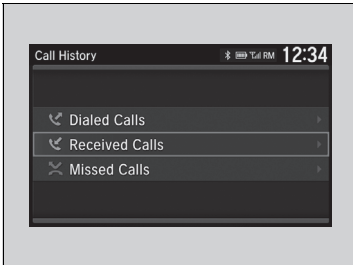 Call History RM 12:34
Dialed Calls
Received Calls
Missed Calls